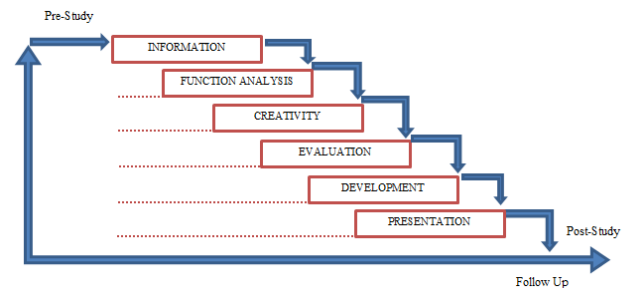 Pre-Study
INFORMATION
FUNCTION ANALYSIS
CREATIVITY
EVALUATION
DEVELOPMENT
PRESENTATION
Post-Study
Follow Up